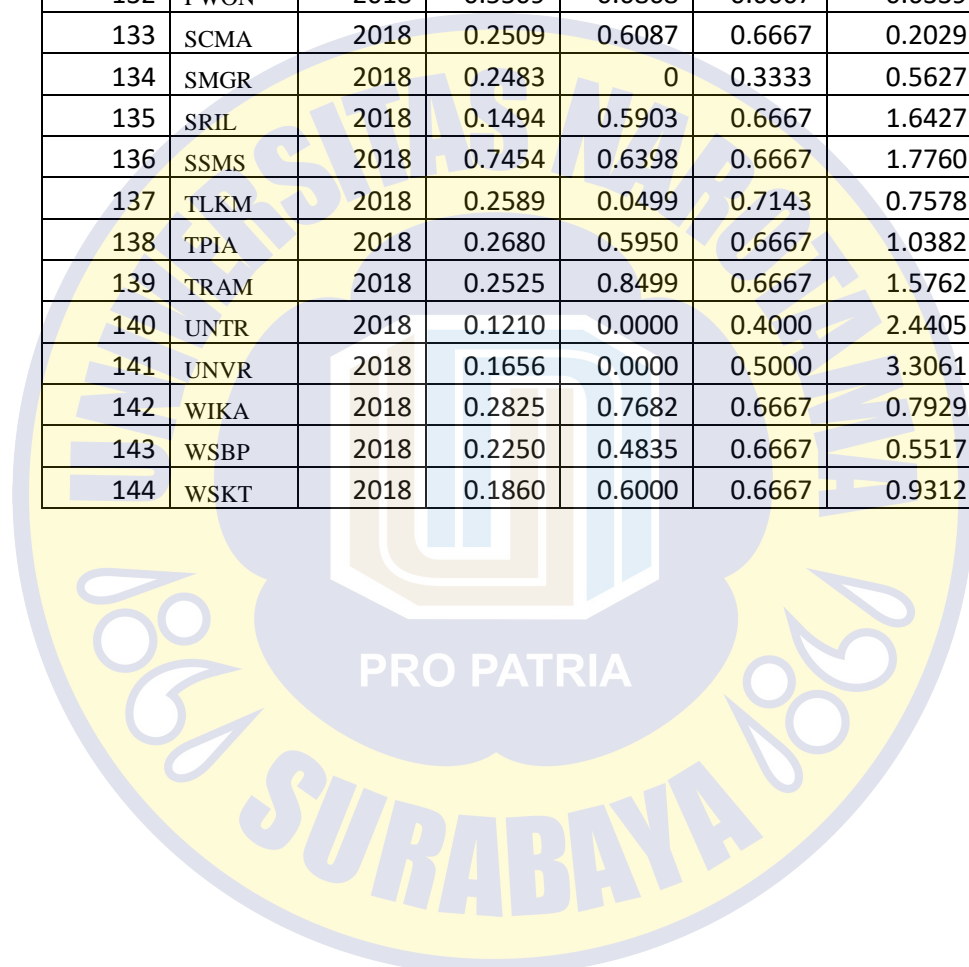 133 SCMA 2018 0.2509 0.6087 0.6667 0.2029
134 SMGR 2018 0.2483 0 0.3333 0.5627
135 SRIL 2018 0.1494 0.5903 0.6667 1.6427
136 SSMS 2018 0.7454 0.6398 0.6667 1.7760
137 TLKM 2018 0.2589 0.0499 0.7143 0.7578
138 TPIA 2018 0.2680 0.5950 0.6667 1.0382
139 TRAM 2018 0.2525 0.8499 0.6667 1.5762
140 UNTR 2018 0.1210 0.0000 0.4000 2.4405
141 UNVR 2018 0.1656 0.0000 0.5000 3.3061
142 WIKA 2018 0.2825 0.7682 0.6667 0.7929
143 WSBP 2018 0.2250 0.4835 0.6667 0.5517
144 WSKT 2018 0.1860 0.6000 0.6667 0.9312
UNIVERSITAS NAROTAMA
PRO PATRIA
1981 1981
SURABAYA